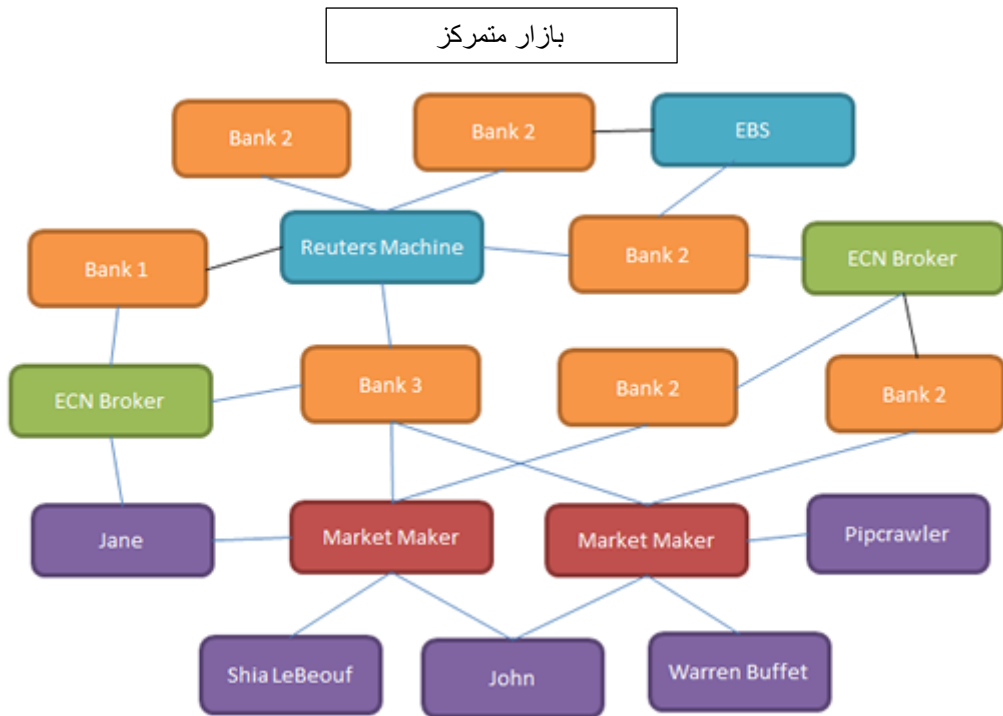 بازار متمرکز
Bank 2
Bank 2
EBS
Bank 1
Reuters Machine
Bank 2
ECN Broker
ECN Broker
Bank 3
Bank 2
Bank 2
Jane
Market Maker
Market Maker
Pipcrawler
Shia LeBeouf
John
Warren Buffet